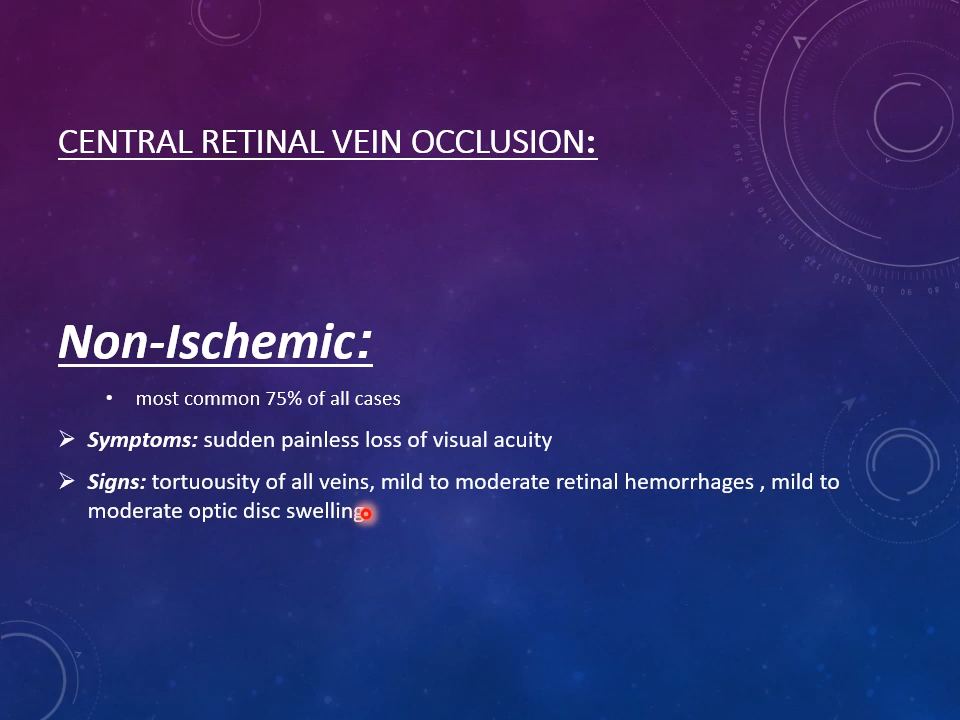 CENTRAL RETINAL VEIN OCCLUSION:
Non-Ischemic:
• most common 75% of all cases
➢ Symptoms: sudden painless loss of visual acuity
➢ Signs: tortuousity of all veins, mild to moderate retinal hemorrhages , mild to
moderate optic disc swelling